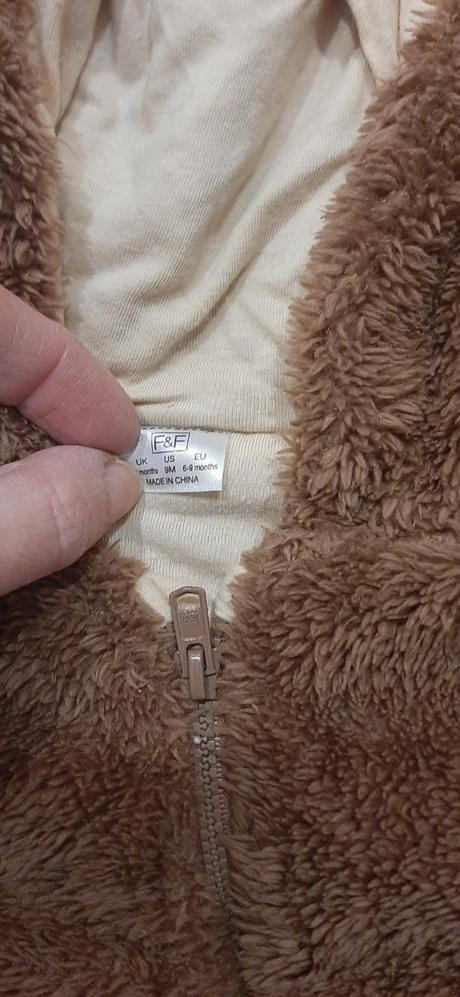 F&F
UK US EU
months 9M 6-9 months
MADE IN CHINA